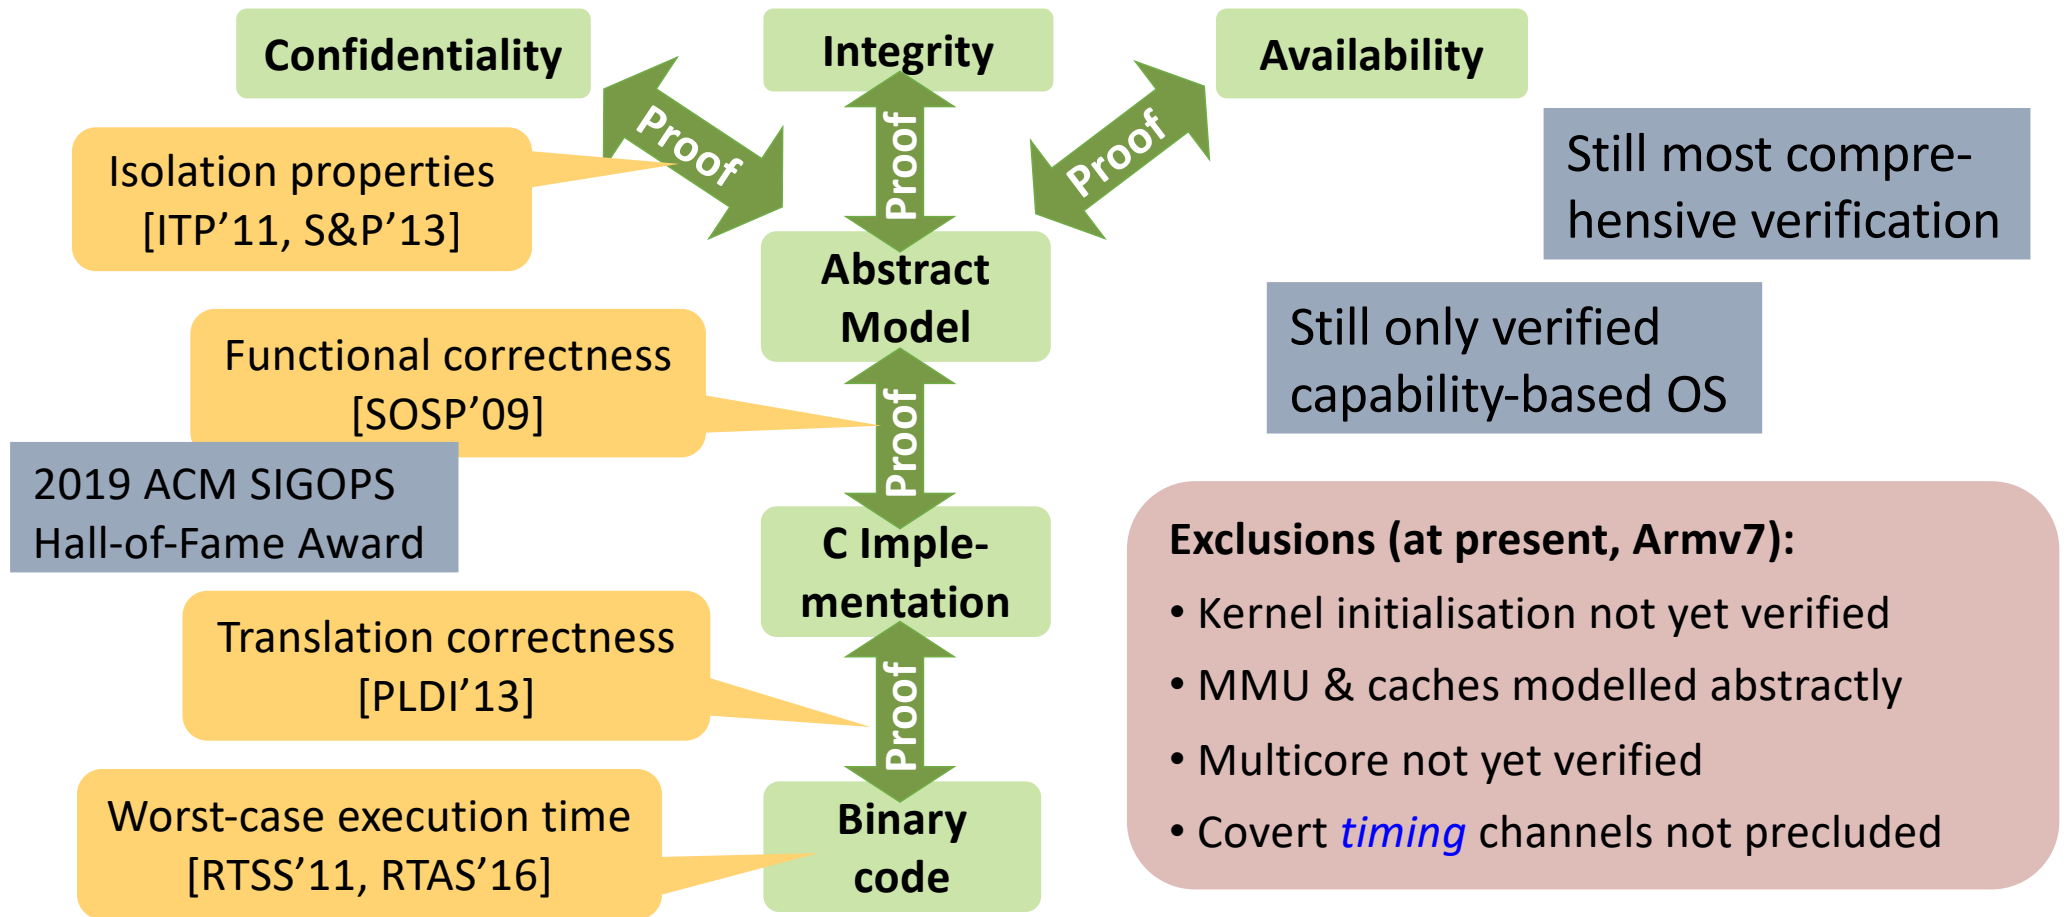 Confidentiality
Integrity
Availability
Proof
Proof
Proof
Isolation properties
[ITP’11, S&P’13]
Still most compre-
hensive verification
Abstract
Model
Still only verified
capability-based OS
Functional correctness
[SOSP’09]
Proof
2019 ACM SIGOPS
Hall-of-Fame Award
C Imple-
mentation
Exclusions (at present, Armv7):
• Kernel initialisation not yet verified
• MMU & caches modelled abstractly
• Multicore not yet verified
• Covert timing channels not precluded
Translation correctness
[PLDI’13]
Proof
Worst-case execution time
[RTSS’11, RTAS’16]
Binary
code